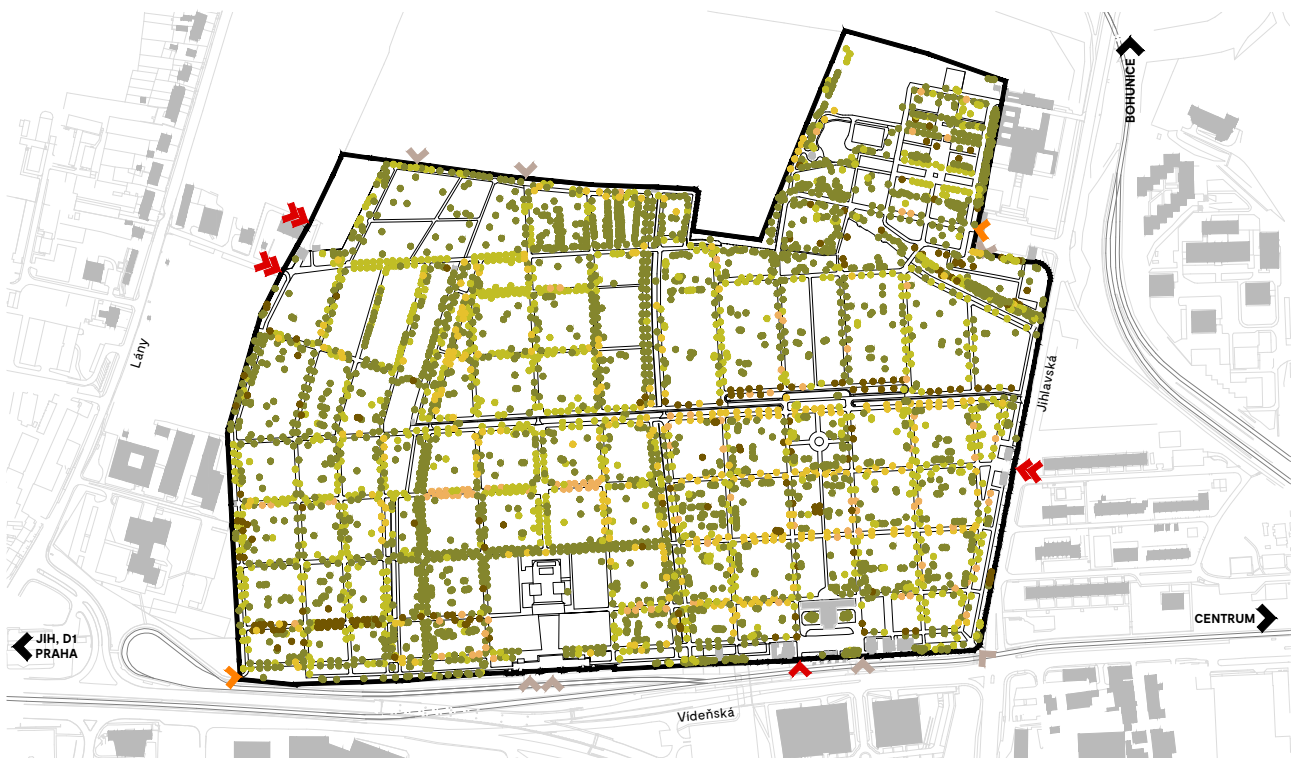 BOHUNICE
Lány
Jihlavská
CENTRUM
JIH, D1
PRAHA
Vídeňská